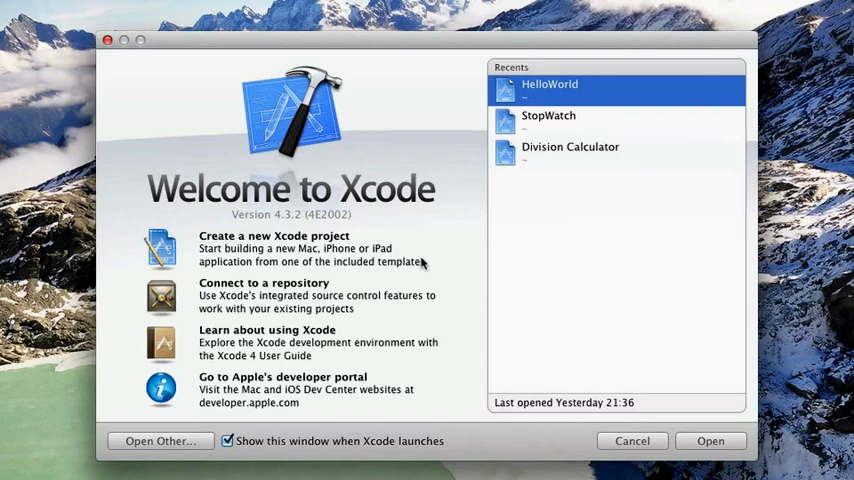 Welcome to Xcode
Version 4.3.2 (4E2002)
Create a new Xcode project
Start building a new Mac, iPhone or iPad
application from one of the included template
Connect to a repository
Use Xcode's integrated source control features to
work with your existing projects
Learn about using Xcode
Explore the Xcode development environment with
the Xcode 4 User Guide
Go to Apple's developer portal
Visit the Mac and iOS Dev Center websites at
developer.apple.com
Recents
HelloWorld
~
StopWatch
~
Division Calculator
~
Last opened Yesterday 21:36
Open Other...
Show this window when Xcode launches
Cancel
Open